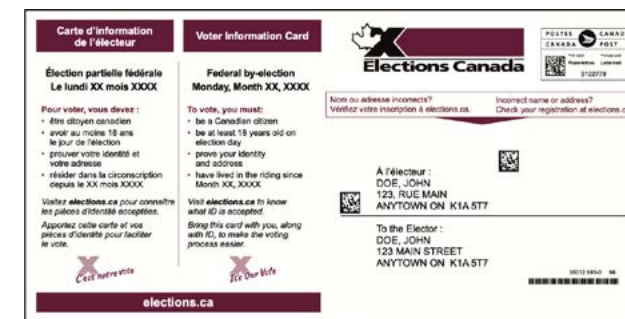 Carte d'information
de l'électeur
Élection partielle fédérale
Le lundi XX mois XXXX
Pour voter, vous devez :
• être citoyen canadien
• avoir au moins 18 ans
le jour de l'élection
• prouver votre identité et
votre adresse
• résider dans la circonscription
depuis le XX mois XXXX
Visitez elections.ca pour connaître
les pièces d'identité acceptées.
Apportez cette carte et vos
pièces d'identité pour faciliter
le vote.
C'est notre vote
Voter Information Card
Federal by-election
Monday, Month XX, XXXX
To vote, you must:
• be a Canadian citizen
• be at least 18 years old on
election day
• prove your identity
and address
• have lived in the riding since
Month XX, XXXX
Visit elections.ca to know
what ID is accepted.
Bring this card with you, along
with ID, to make the voting
process easier.
It's Our Vote
elections.ca
Elections Canada
POSTES CANADA
CANADA POST
Poste-lettres Lettermail
3122778
Nom ou adresse incorrects?
Vérifiez votre inscription à elections.ca.
Incorrect name or address?
Check your registration at elections.c
À l'électeur :
DOE, JOHN
123, RUE MAIN
ANYTOWN ON K1A 5T7
To the Elector :
DOE, JOHN
123 MAIN STREET
ANYTOWN ON K1A 5T7